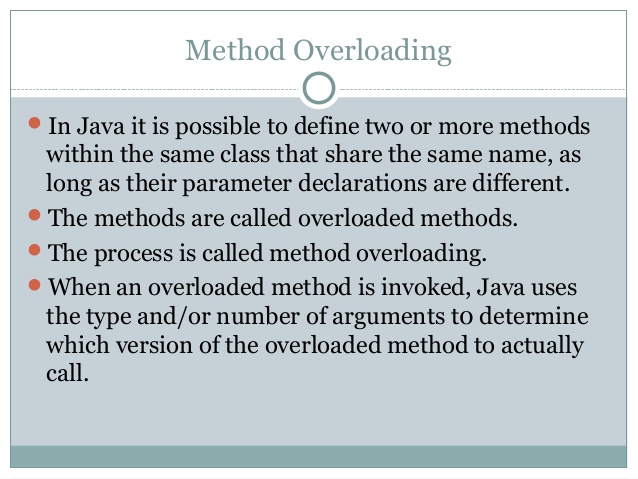 Method Overloading
In Java it is possible to define two or more methods
within the same class that share the same name, as
long as their parameter declarations are different.
The methods are called overloaded methods.
The process is called method overloading.
When an overloaded method is invoked, Java uses
the type and/or number of arguments t0 determine
which version of the overloaded method to actually
call.